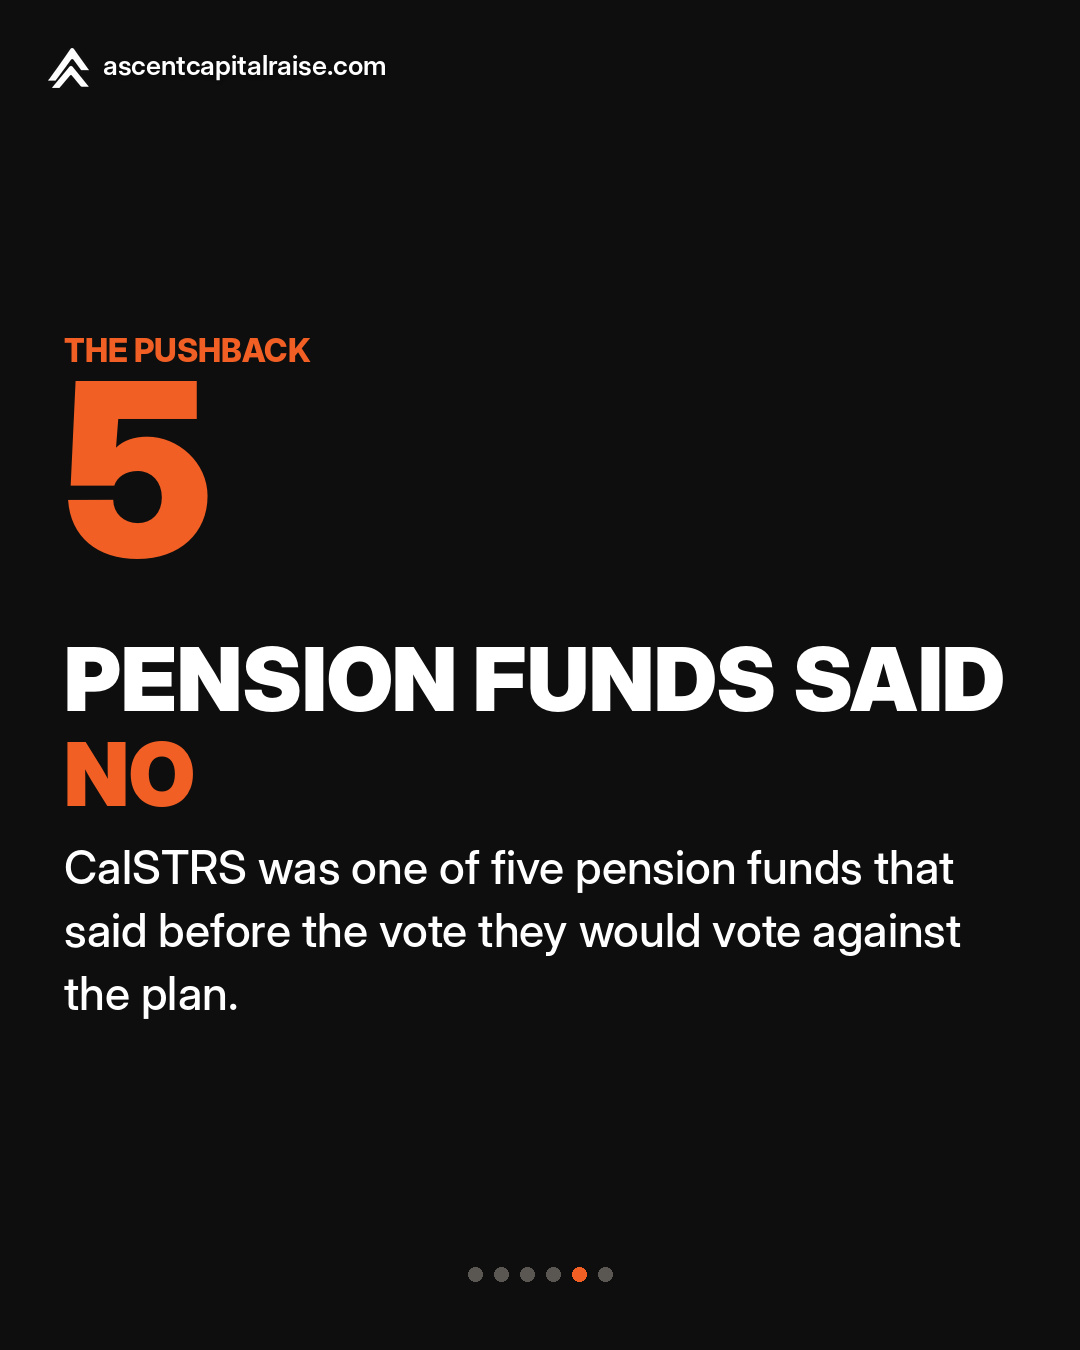 ascentcapitalraise.com
THE PUSHBACK
5
PENSION FUNDS SAID
NO
CalSTRS was one of five pension funds that
said before the vote they would vote against
the plan.